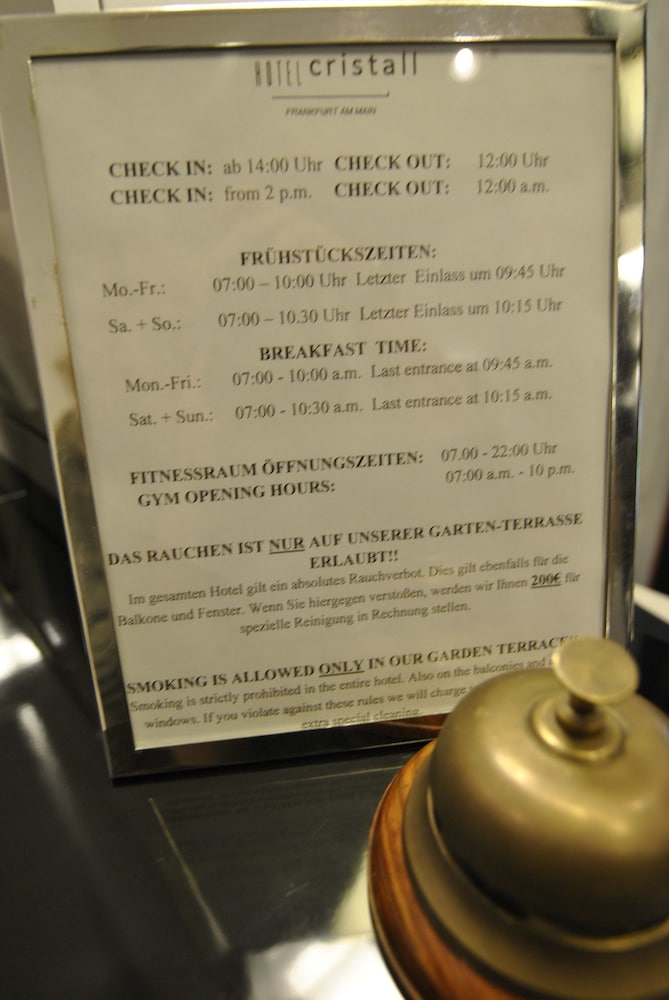 HOTEL cristall
FRANKFURT AM MAIN
CHECK IN: ab 14:00 Uhr CHECK OUT: 12:00 Uhr
CHECK IN: from 2 p.m. CHECK OUT: 12:00 a.m.
FRÜHSTÜCKSZEITEN:
Mo.-Fr.: 07:00 – 10:00 Uhr Letzter Einlass um 09:45 Uhr
Sa. + So.: 07:00 – 10.30 Uhr Letzter Einlass um 10:15 Uhr
BREAKFAST TIME:
Mon.-Fri.: 07:00 - 10:00 a.m. Last entrance at 09:45 a.m.
Sat. + Sun.: 07:00 - 10:30 a.m. Last entrance at 10:15 a.m.
FITNESSRAUM ÖFFNUNGSZEITEN: 07.00 - 22:00 Uhr
GYM OPENING HOURS: 07:00 a.m. - 10 p.m.
DAS RAUCHEN IST NUR AUF UNSERER GARTEN-TERRASSE
ERLAUBT!!
Im gesamten Hotel gilt ein absolutes Rauchverbot. Dies gilt ebenfalls für die
Balkone und Fenster. Wenn Sie hiergegen verstoßen, werden wir Ihnen 200€ für
spezielle Reinigung in Rechnung stellen.
SMOKING IS ALLOWED ONLY IN OUR GARDEN TERRACE!!
Smoking is strictly prohibited in the entire hotel. Also on the balconies and
windows. If you violate against these rules we will charge
extra special cleaning.